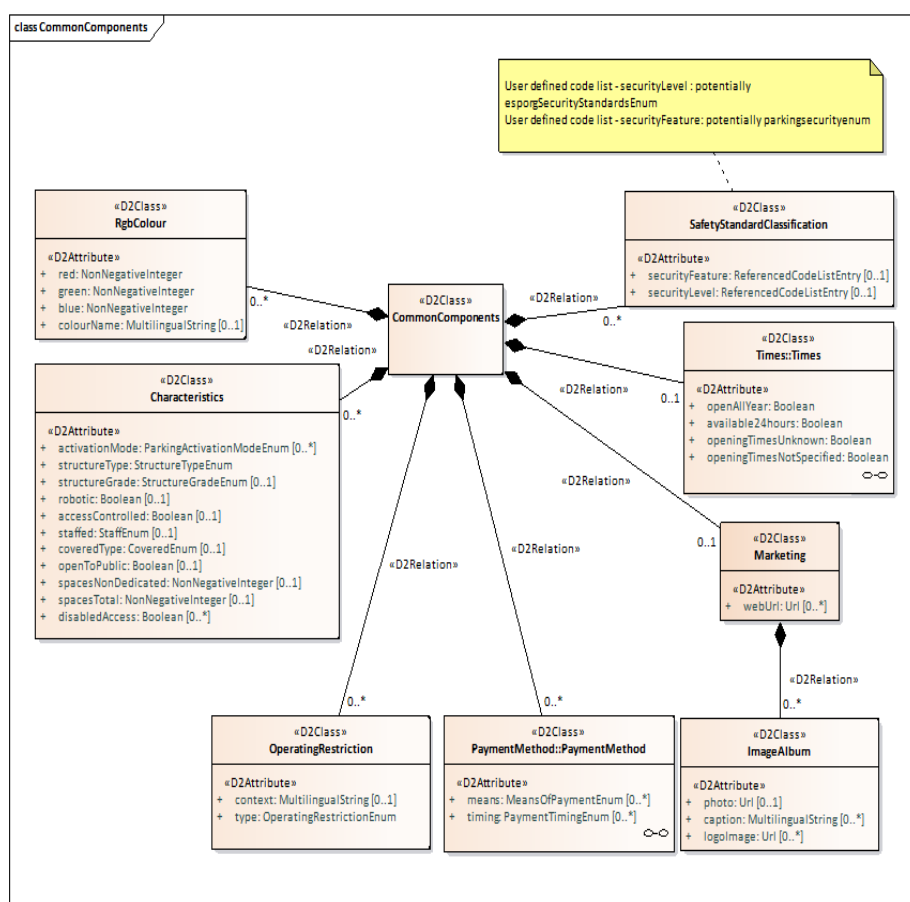 class CommonComponents
User defined code list - securityLevel : potentially
esporgSecurityStandardsEnum
User defined code list - securityFeature: potentially parkingsecurityenum
«D2Class»
RgbColour
«D2Attribute»
+ red: NonNegativeInteger
+ green: NonNegativeInteger
+ blue: NonNegativeInteger
+ colourName: MultilingualString [0..1]
«D2Class»
SafetyStandardClassification
«D2Attribute»
+ securityFeature: ReferencedCodeListEntry [0..1]
+ securityLevel: ReferencedCodeListEntry [0..1]
«D2Class»
CommonComponents
0..*
«D2Relation»
«D2Relation»
0..*
«D2Relation»
0..*
«D2Relation»
0..1
«D2Class»
Times::Times
«D2Attribute»
+ openAllYear: Boolean
+ available24hours: Boolean
+ openingTimesUnknown: Boolean
+ openingTimesNotSpecified: Boolean
«D2Class»
Characteristics
«D2Attribute»
+ activationMode: ParkingActivationModeEnum [0..*]
+ structureType: StructureTypeEnum
+ structureGrade: StructureGradeEnum [0..1]
+ robotic: Boolean [0..1]
+ accessControlled: Boolean [0..1]
+ staffed: StaffEnum [0..1]
+ coveredType: CoveredEnum [0..1]
+ openToPublic: Boolean [0..1]
+ spacesNonDedicated: NonNegativeInteger [0..1]
+ spacesTotal: NonNegativeInteger [0..1]
+ disabledAccess: Boolean [0..*]
«D2Relation»
0..1
«D2Relation»
«D2Relation»
«D2Class»
Marketing
«D2Attribute»
+ webUrl: Url [0..*]
«D2Relation»
0..*
0..*
0..*
«D2Class»
OperatingRestriction
«D2Attribute»
+ context: MultilingualString [0..1]
+ type: OperatingRestrictionEnum
«D2Class»
PaymentMethod::PaymentMethod
«D2Attribute»
+ means: MeansOfPaymentEnum [0..*]
+ timing: PaymentTimingEnum [0..*]
«D2Class»
ImageAlbum
«D2Attribute»
+ photo: Url [0..1]
+ caption: MultilingualString [0..*]
+ logoImage: Url [0..*]